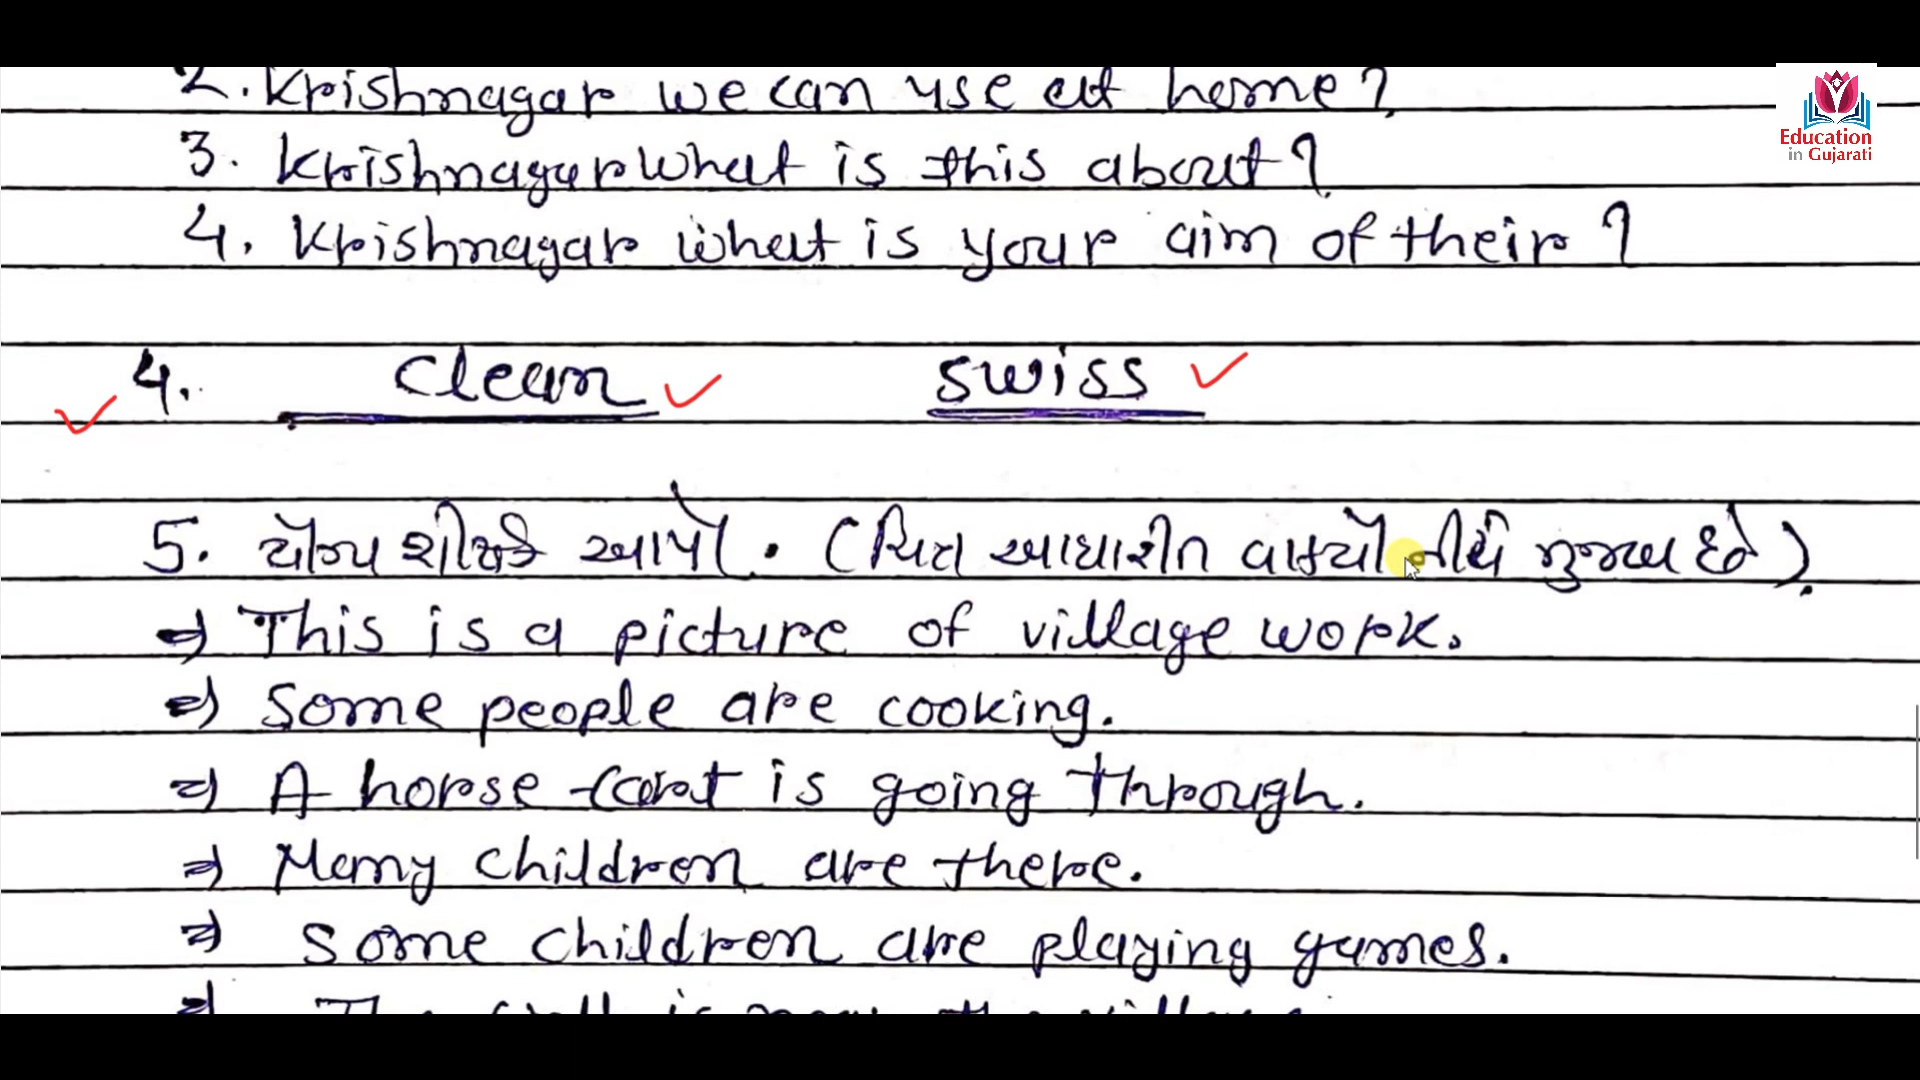 2. Krishnagar we can use at home?
Education
in Gujarati
3. Krishnagar What is this about?
4. Krishnagar what is your aim of their?
4. Clean swiss
5. યોગ્ય શીર્ષક આપો. (ચિત્ર આધારીત વાક્યો નીચે મુજબ છે).
⇒ This is a picture of village work.
⇒ Some people are cooking.
⇒ A horse-cart is going through.
⇒ Many children are there.
⇒ Some children are playing games.